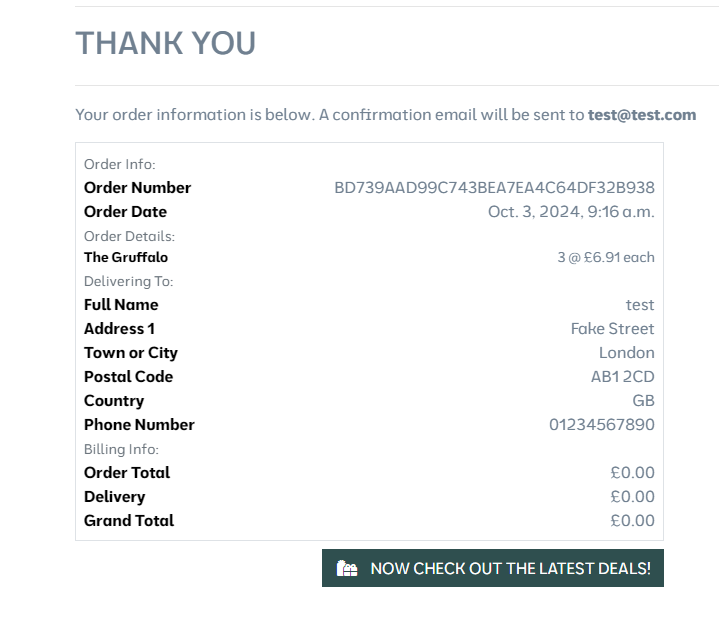 THANK YOU
Your order information is below. A confirmation email will be sent to test@test.com
Order Info:
Order Number BD739AAD99C743BEA7EA4C64DF32B938
Order Date Oct. 3, 2024, 9:16 a.m.
Order Details:
The Gruffalo 3 @ £6.91 each
Delivering To:
Full Name test
Address 1 Fake Street
Town or City London
Postal Code AB1 2CD
Country GB
Phone Number 01234567890
Billing Info:
Order Total £0.00
Delivery £0.00
Grand Total £0.00
NOW CHECK OUT THE LATEST DEALS!